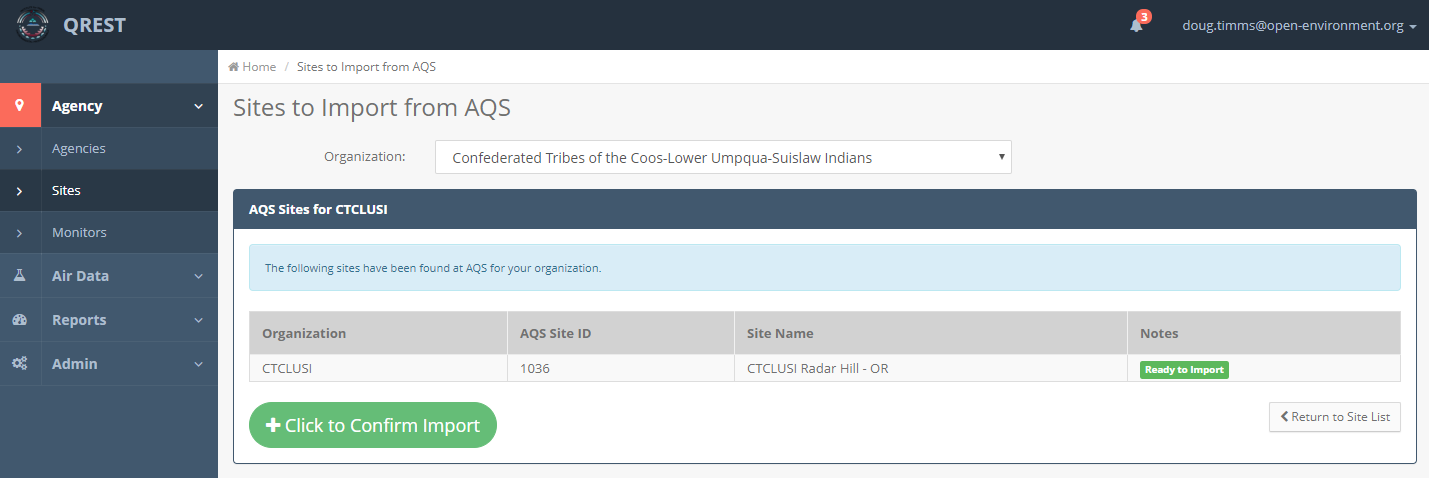 QREST
3
doug.timms@open-environment.org
Home / Sites to Import from AQS
Agency
Agencies
Sites
Monitors
Air Data
Reports
Admin
Sites to Import from AQS
Organization: Confederated Tribes of the Coos-Lower Umpqua-Suislaw Indians
AQS Sites for CTCLUSI
The following sites have been found at AQS for your organization.
Organization AQS Site ID Site Name Notes
CTCLUSI 1036 CTCLUSI Radar Hill - OR Ready to Import
Click to Confirm Import
Return to Site List